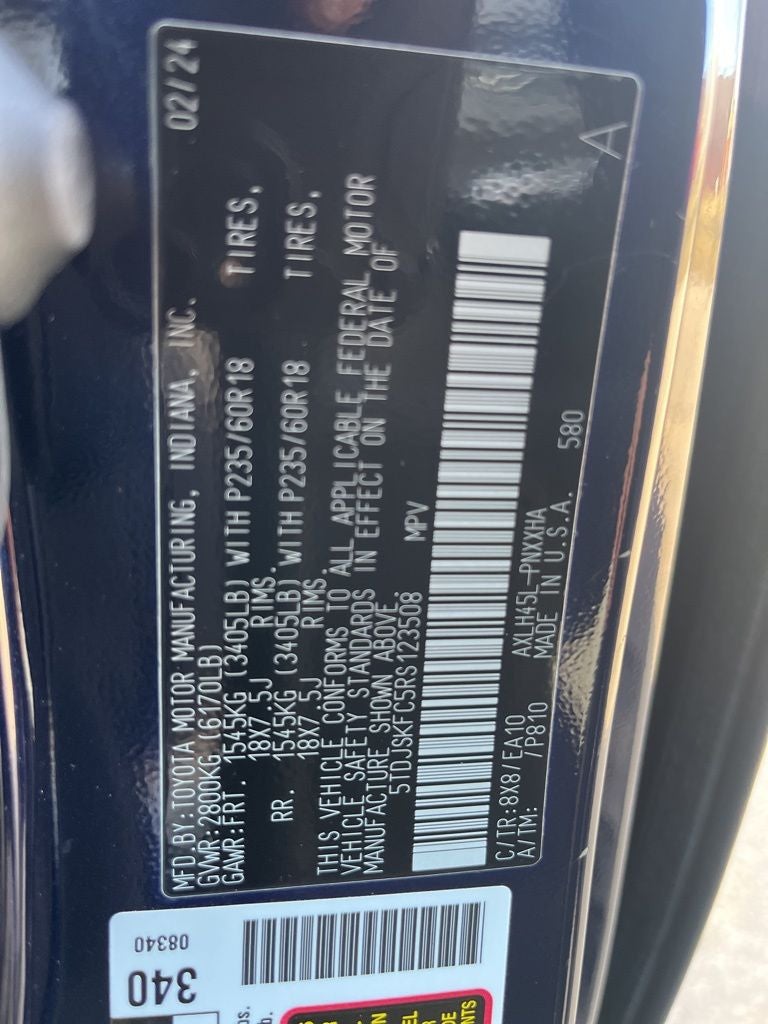 MFD.BY:TOYOTA MOTOR MANUFACTURING, INDIANA, INC. 02/24
GVWR:2800KG (6170LB)
GAWR:FRT. 1545KG (3405LB) WITH P235/60R18 TIRES,
18X7.5J RIMS.
RR. 1545KG (3405LB) WITH P235/60R18 TIRES,
18X7.5J RIMS.
THIS VEHICLE CONFORMS TO ALL APPLICABLE FEDERAL MOTOR
VEHICLE SAFETY STANDARDS IN EFFECT ON THE DATE OF
MANUFACTURE SHOWN ABOVE.
5TDJSKFC5RS123508 MPV
C/TR:8X8/EA10 AXLH45L-PNXXHA
A/TM: /P810 MADE IN U.S.A. 580
A
340
08340